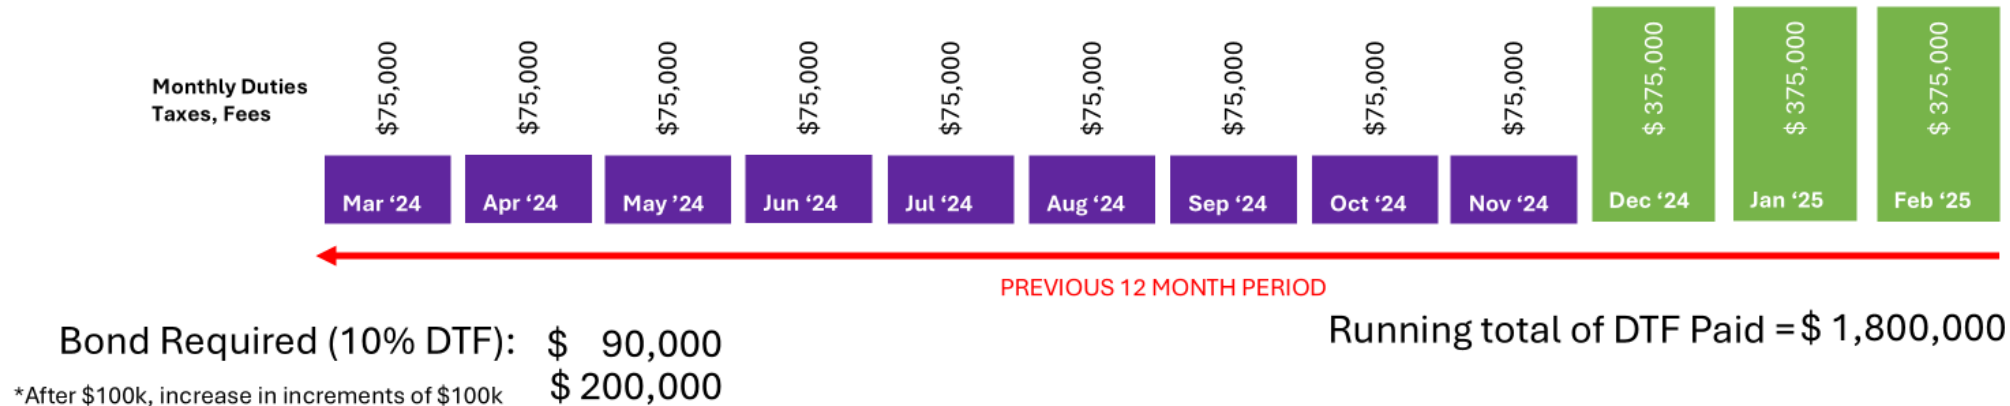 Monthly Duties
Taxes, Fees
$75,000
$75,000
$75,000
$75,000
$75,000
$75,000
$75,000
$75,000
$75,000
$ 375,000
$ 375,000
$ 375,000
Mar ‘24
Apr ‘24
May ’24
Jun ‘24
Jul ‘24
Aug ‘24
Sep ‘24
Oct ‘24
Nov ‘24
Dec ‘24
Jan ‘25
Feb ‘25
PREVIOUS 12 MONTH PERIOD
Running total of DTF Paid = $ 1,800,000
Bond Required (10% DTF): $ 90,000
$ 200,000
*After $100k, increase in increments of $100k